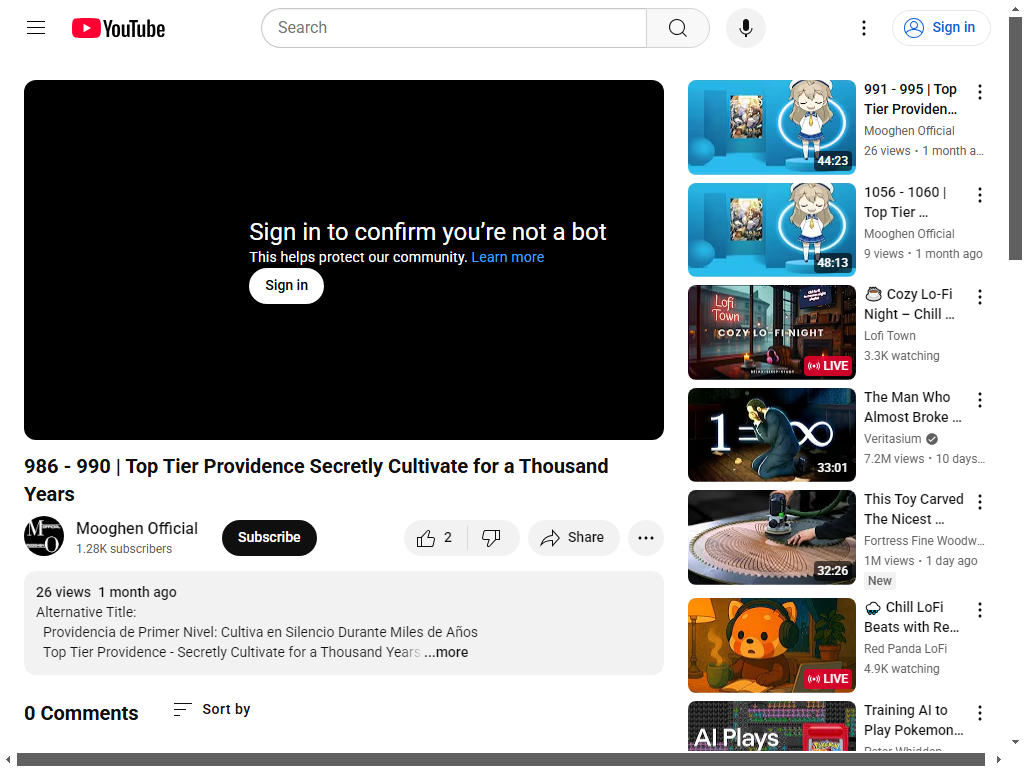 YouTube
Search
Sign in
Sign in to confirm you’re not a bot
This helps protect our community. Learn more
Sign in
986 - 990 | Top Tier Providence Secretly Cultivate for a Thousand
Years
Mooghen Official
1.28K subscribers
Subscribe
2
Share
26 views 1 month ago
Alternative Title:
Providencia de Primer Nivel: Cultiva en Silencio Durante Miles de Años
Top Tier Providence - Secretly Cultivate for a Thousand Years ...more
0 Comments
Sort by
44:23
991 - 995 | Top
Tier Providen...
Mooghen Official
26 views • 1 month a...
48:13
1056 - 1060 |
Top Tier ...
Mooghen Official
9 views • 1 month ago
Lofi
Town
COZY LO-FI NIGHT
LIVE
Cozy Lo-Fi
Night – Chill ...
Lofi Town
3.3K watching
1 = ∞
33:01
The Man Who
Almost Broke ...
Veritasium
7.2M views • 10 days...
32:26
This Toy Carved
The Nicest ...
Fortress Fine Woodw...
1M views • 1 day ago
New
LIVE
Chill LoFi
Beats with Re...
Red Panda LoFi
4.9K watching
AI Plays
Training AI to
Play Pokemon...
Peter Whidden